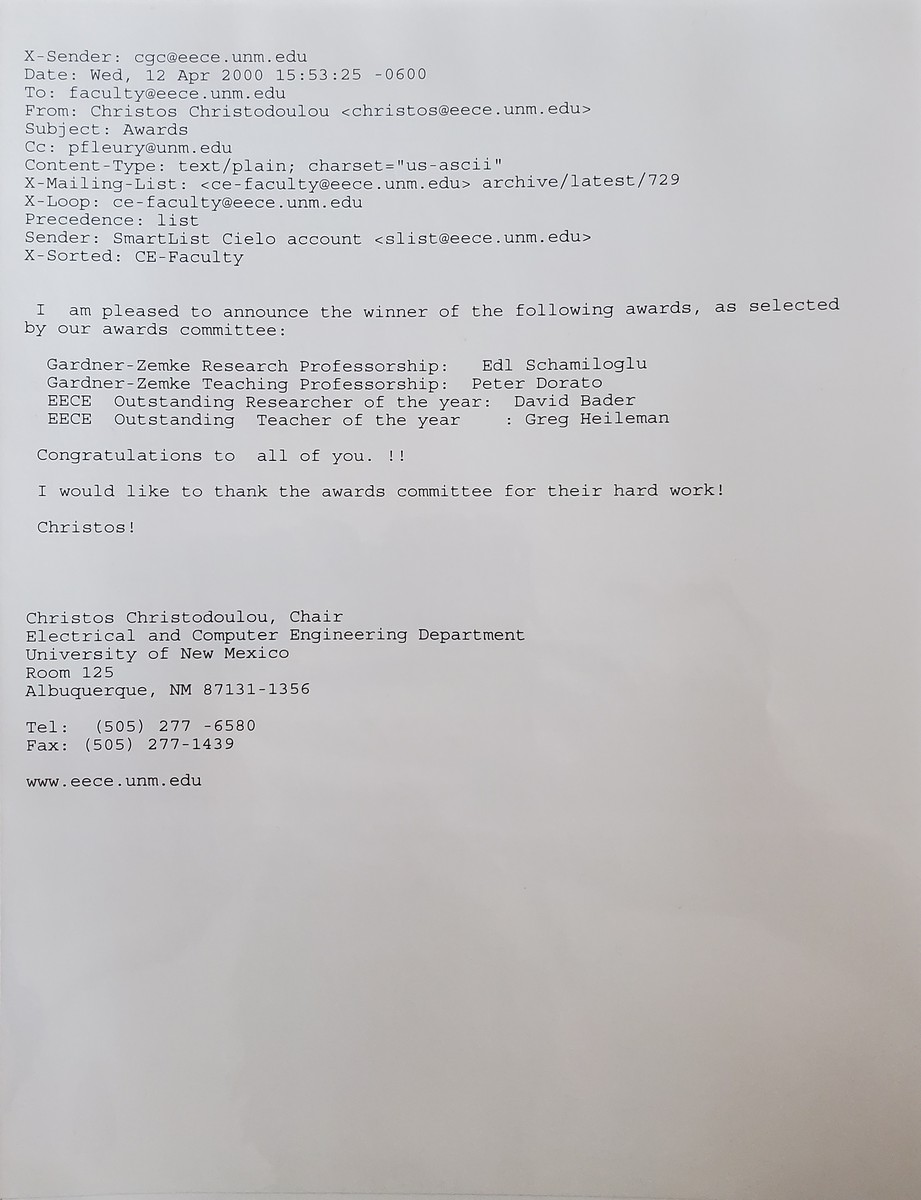 X-Sender: cgc@eece.unm.edu
Date: Wed, 12 Apr 2000 15:53:25 -0600
To: faculty@eece.unm.edu
From: Christos Christodoulou <christos@eece.unm.edu>
Subject: Awards
Cc: pfleury@unm.edu
Content-Type: text/plain; charset="us-ascii"
X-Mailing-List: <ce-faculty@eece.unm.edu> archive/latest/729
X-Loop: ce-faculty@eece.unm.edu
Precedence: list
Sender: SmartList Cielo account <slist@eece.unm.edu>
X-Sorted: CE-Faculty
I  am pleased to announce the winner of the following awards, as selected
by our awards committee:
Gardner-Zemke Research Professorship:   Edl Schamiloglu
Gardner-Zemke Teaching Professorship:  Peter Dorato
EECE  Outstanding Researcher of the year:  David Bader
EECE  Outstanding  Teacher of the year    : Greg Heileman
Congratulations to  all of you. !!
I would like to thank the awards committee for their hard work!
Christos!
Christos Christodoulou, Chair
Electrical and Computer Engineering Department
University of New Mexico
Room 125
Albuquerque, NM 87131-1356
Tel:  (505) 277 -6580
Fax: (505) 277-1439
www.eece.unm.edu